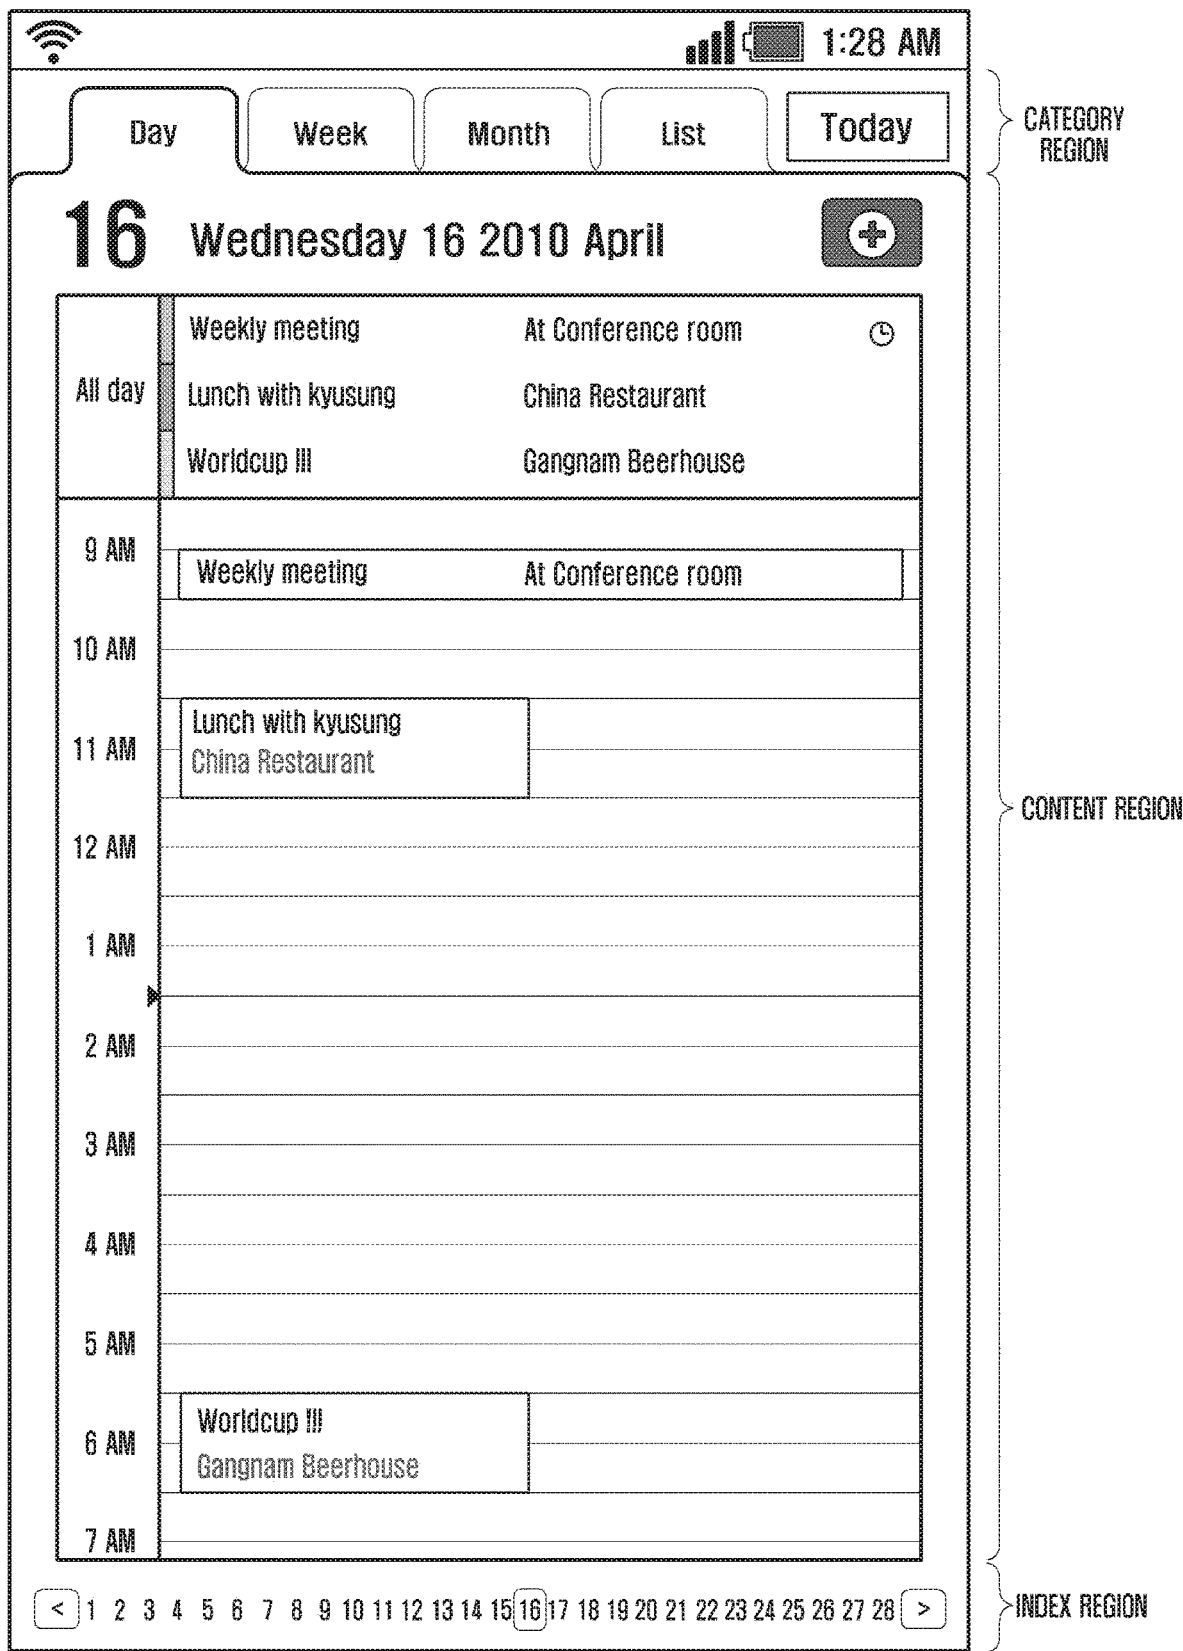 1:28 AM
Day Week Month List Today
CATEGORY
REGION
16 Wednesday 16 2010 April
All day
Weekly meeting At Conference room
Lunch with kyusung China Restaurant
Worldcup !!! Gangnam Beerhouse
9 AM
Weekly meeting At Conference room
10 AM
Lunch with kyusung
11 AM
China Restaurant
CONTENT REGION
12 AM
1 AM
2 AM
3 AM
4 AM
5 AM
Worldcup !!!
6 AM
Gangnam Beerhouse
7 AM
< 1 2 3 4 5 6 7 8 9 10 11 12 13 14 15 16 17 18 19 20 21 22 23 24 25 26 27 28 >
INDEX REGION